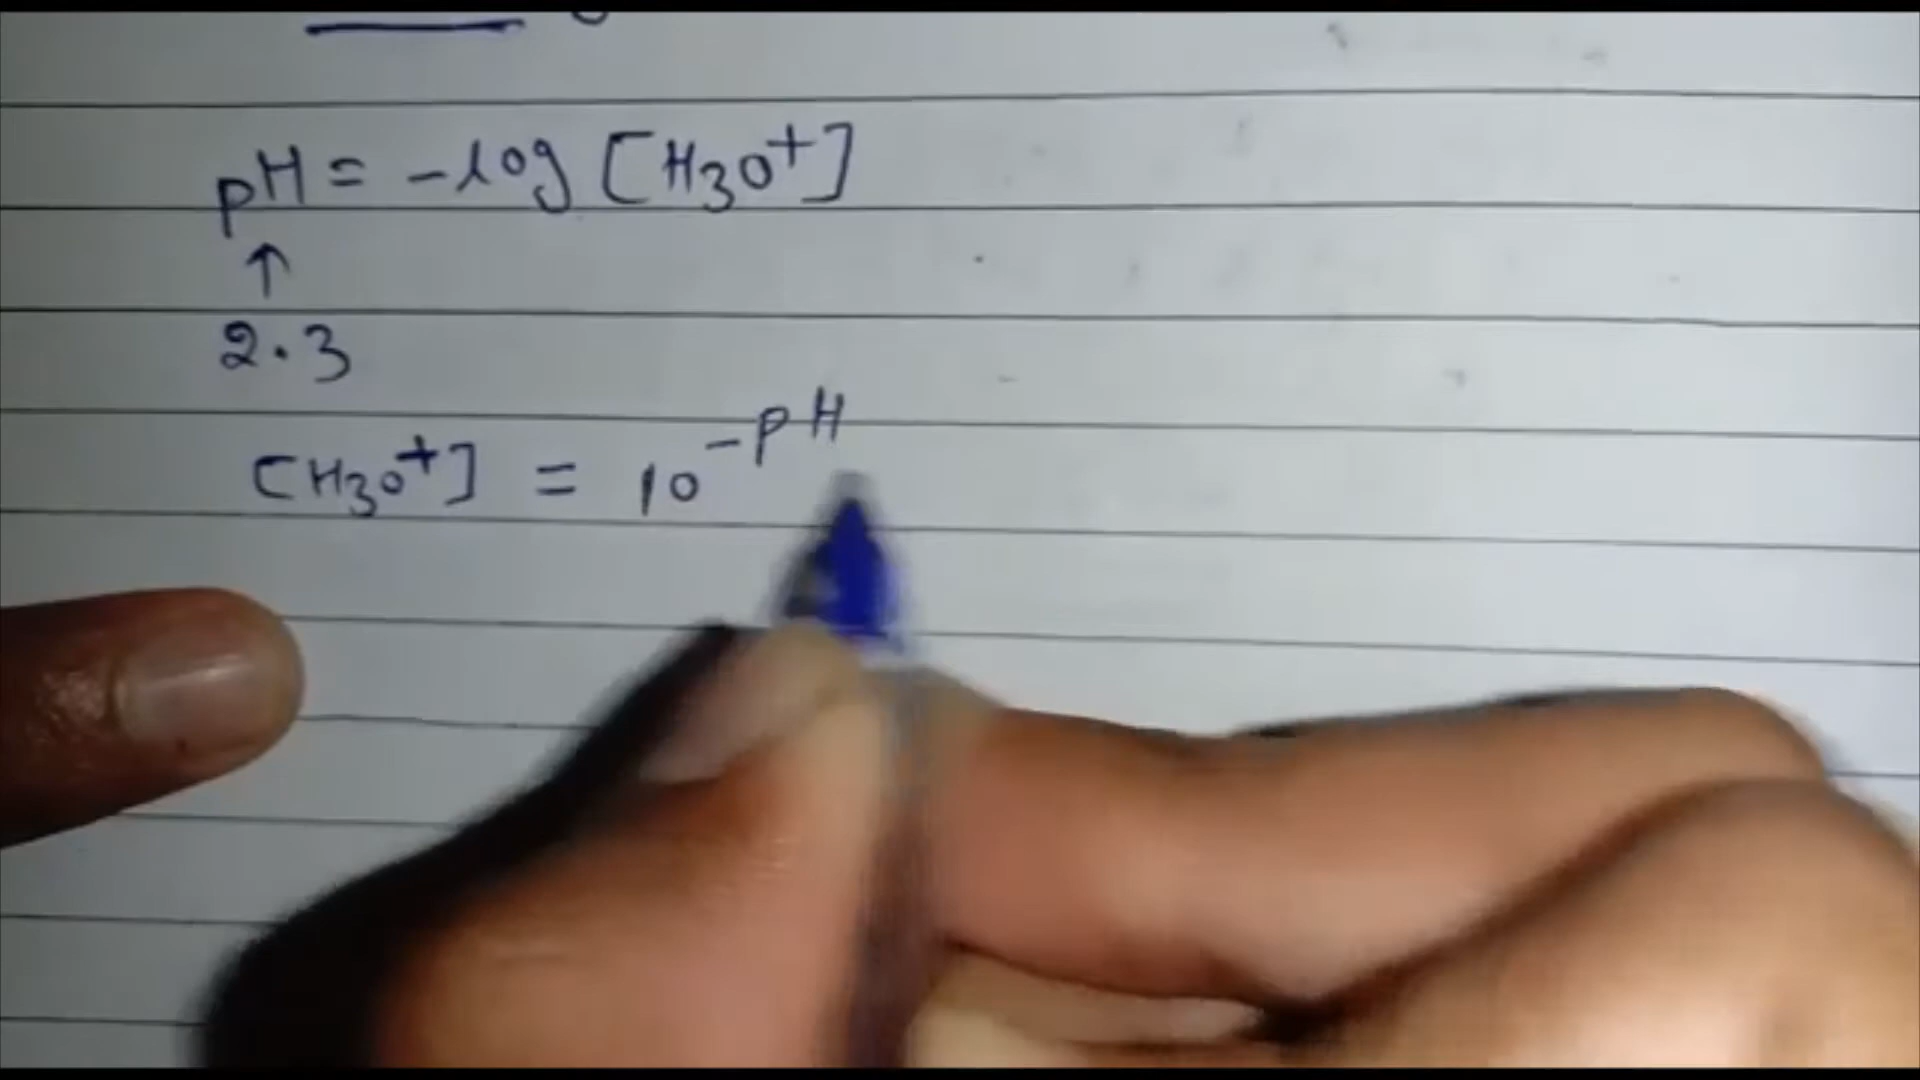 pH = -log [H3O+]
↑
2.3
[H3O+] = 10^-pH